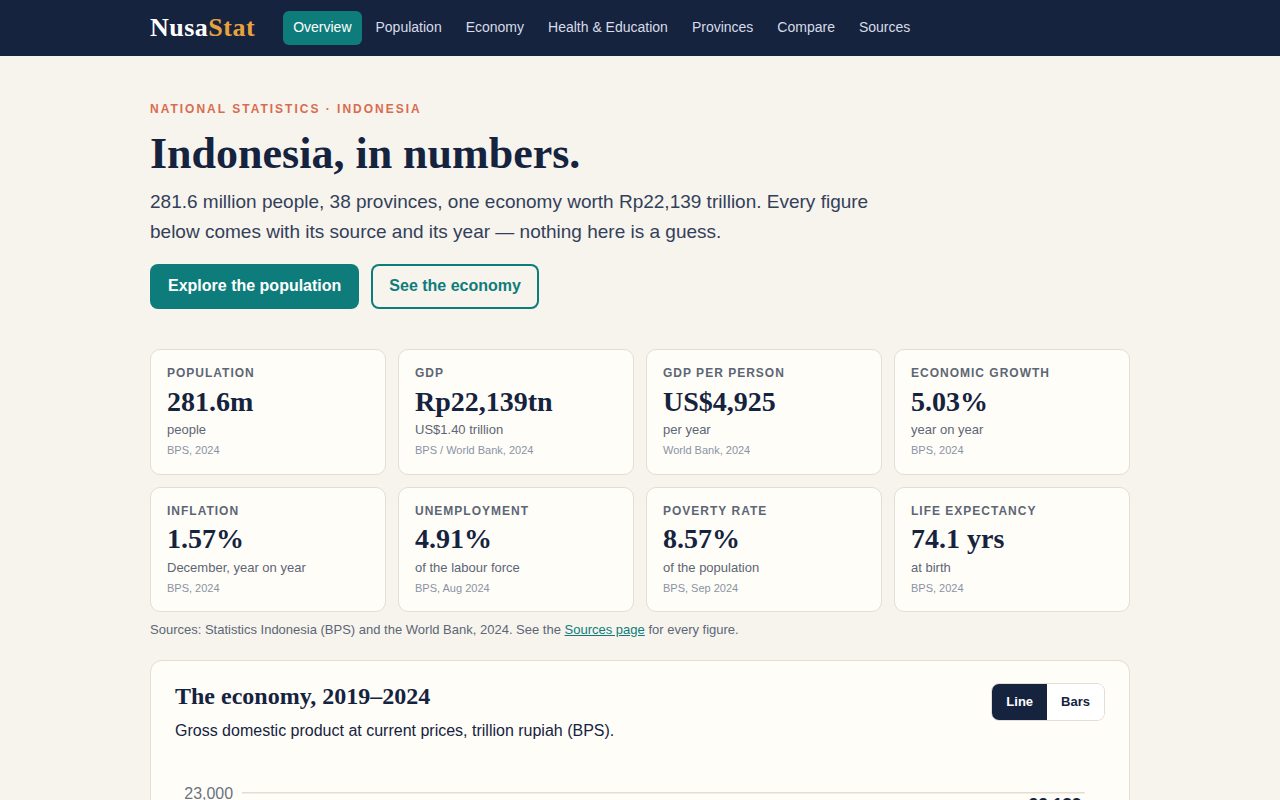 NusaStat Overview Population Economy Health & Education Provinces Compare Sources
NATIONAL STATISTICS · INDONESIA
Indonesia, in numbers.
281.6 million people, 38 provinces, one economy worth Rp22,139 trillion. Every figure
below comes with its source and its year — nothing here is a guess.
Explore the population See the economy
POPULATION
281.6m
people
BPS, 2024
GDP
Rp22,139tn
US$1.40 trillion
BPS / World Bank, 2024
GDP PER PERSON
US$4,925
per year
World Bank, 2024
ECONOMIC GROWTH
5.03%
year on year
BPS, 2024
INFLATION
1.57%
December, year on year
BPS, 2024
UNEMPLOYMENT
4.91%
of the labour force
BPS, Aug 2024
POVERTY RATE
8.57%
of the population
BPS, Sep 2024
LIFE EXPECTANCY
74.1 yrs
at birth
BPS, 2024
Sources: Statistics Indonesia (BPS) and the World Bank, 2024. See the Sources page for every figure.
The economy, 2019–2024
Line Bars
Gross domestic product at current prices, trillion rupiah (BPS).
23,000